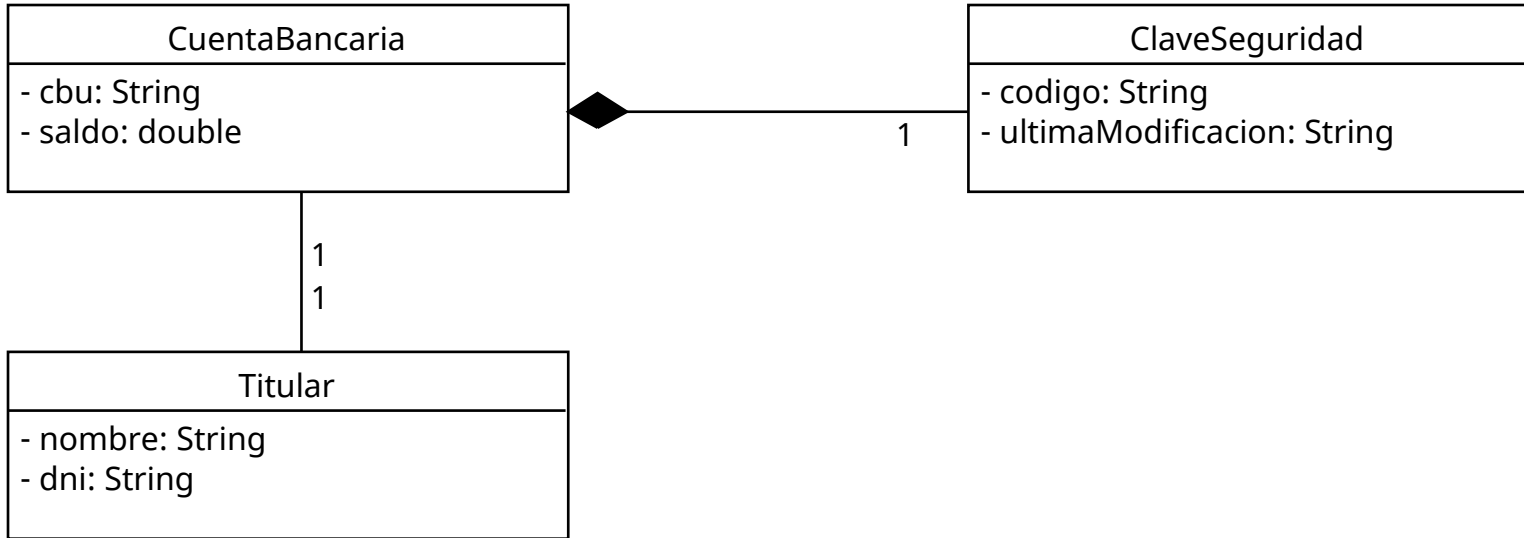 CuentaBancaria
- cbu: String
- saldo: double
1
ClaveSeguridad
- codigo: String
- ultimaModificacion: String
1
1
Titular
- nombre: String
- dni: String